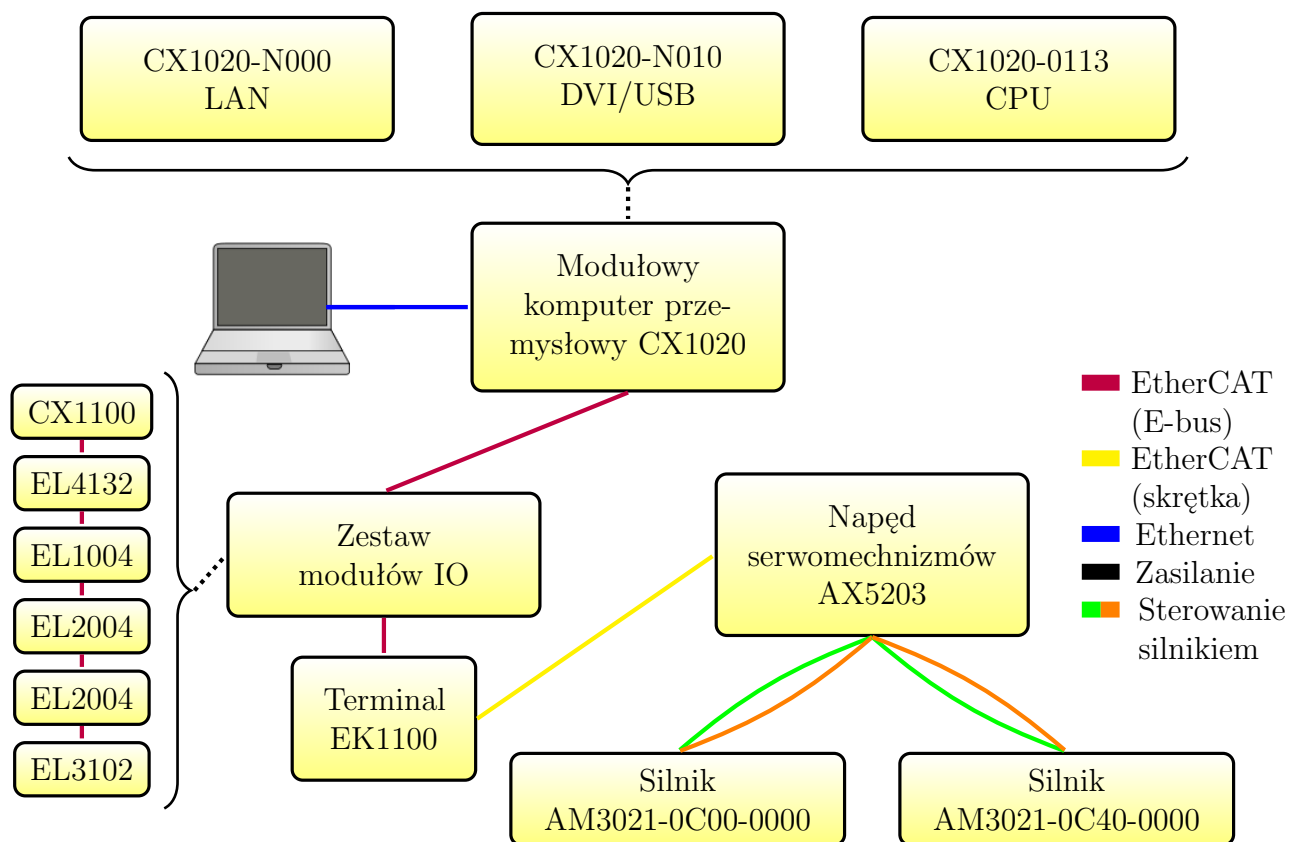 CX1020-N000
LAN
CX1020-N010
DVI/USB
CX1020-0113
CPU
Modułowy
komputer prze-
mysłowy CX1020
CX1100
EL4132
EL1004
EL2004
EL2004
EL3102
Zestaw
modułów IO
Terminal
EK1100
Napęd
serwomechnizmów
AX5203
Silnik
AM3021-0C00-0000
Silnik
AM3021-0C40-0000
EtherCAT
(E-bus)
EtherCAT
(skrętka)
Ethernet
Zasilanie
Sterowanie
silnikiem